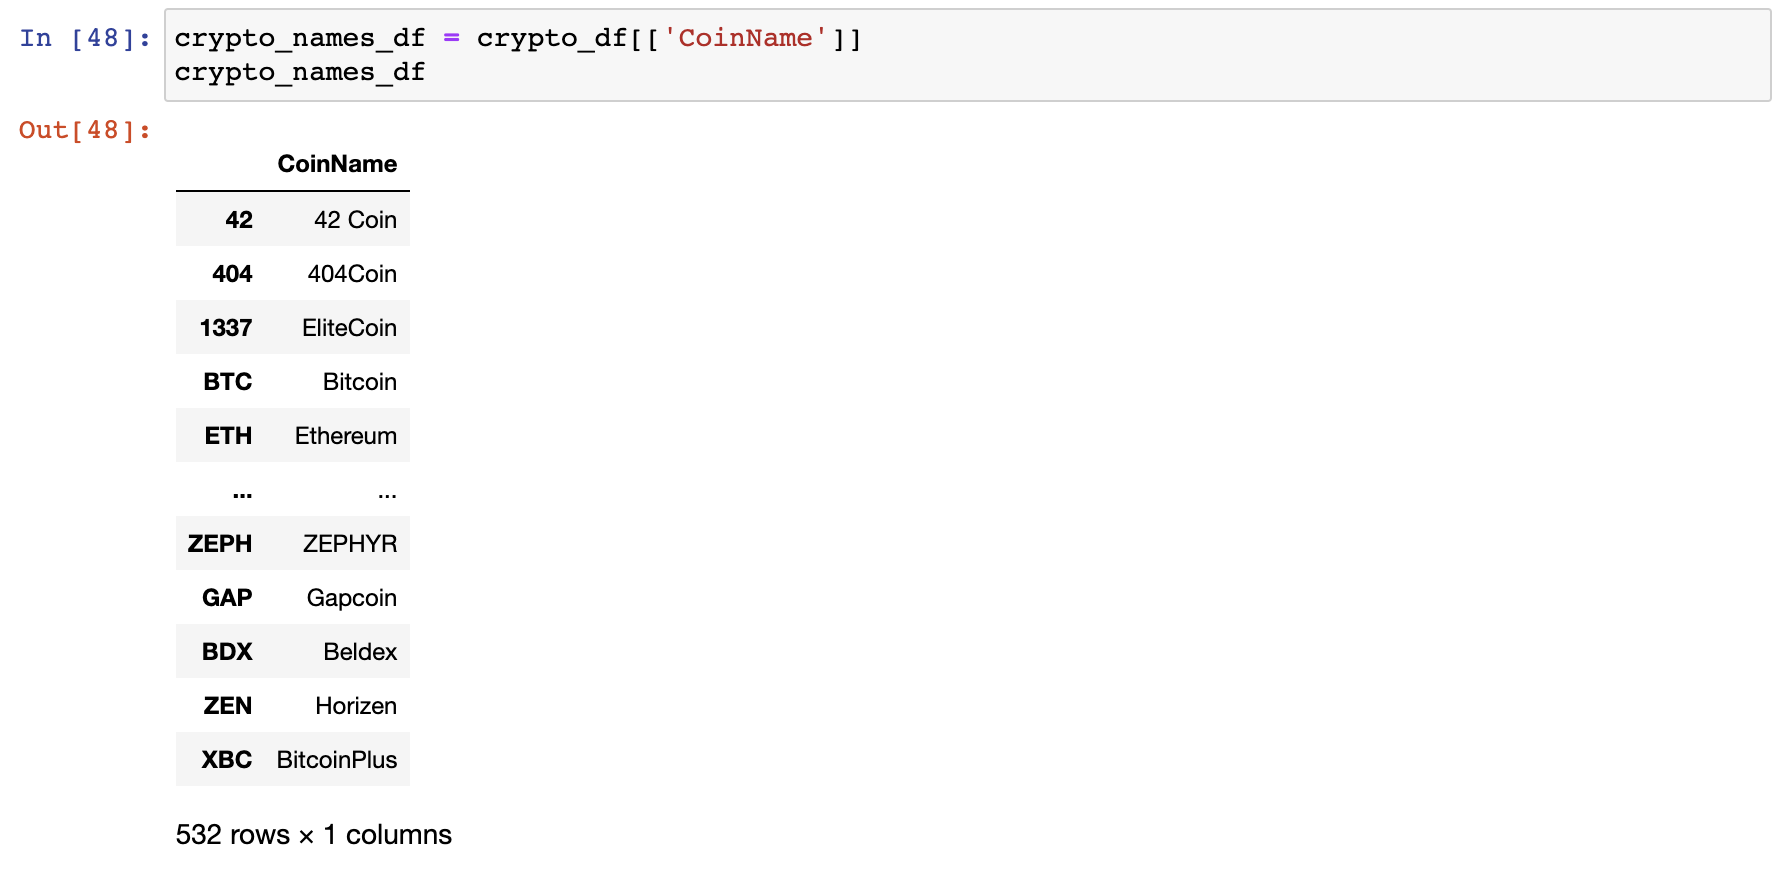 In [48]: crypto_names_df = crypto_df[['CoinName']]
crypto_names_df
Out[48]:
CoinName
42 42 Coin
404 404Coin
1337 EliteCoin
BTC Bitcoin
ETH Ethereum
... ...
ZEPH ZEPHYR
GAP Gapcoin
BDX Beldex
ZEN Horizen
XBC BitcoinPlus
532 rows × 1 columns